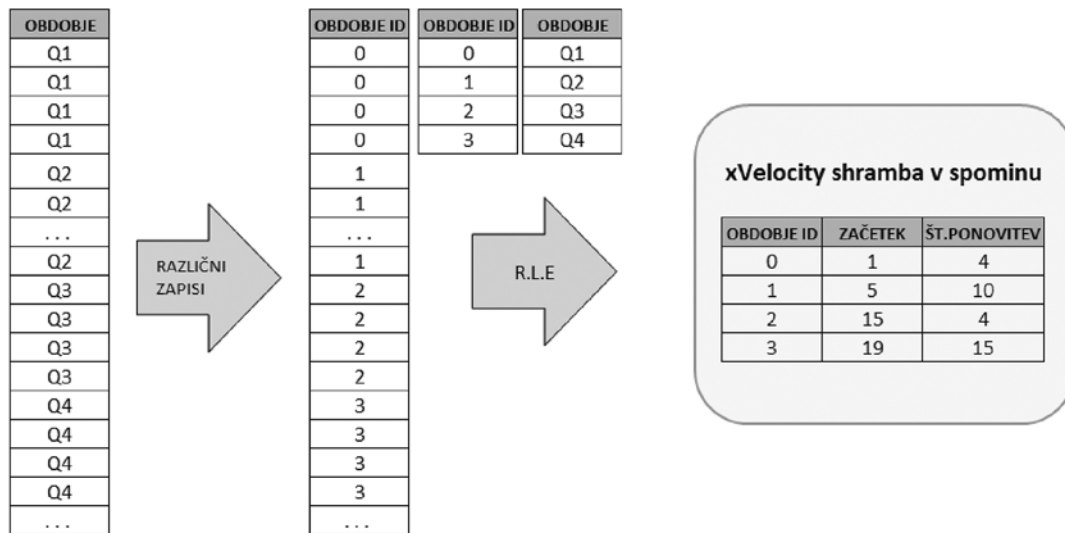 OBDOBJE
Q1
Q1
Q1
Q1
Q2
Q2
...
Q2
Q3
Q3
Q3
Q3
Q4
Q4
Q4
Q4
...
RAZLIČNI
ZAPISI
OBDOBJE ID
0
0
0
0
1
1
...
1
2
2
2
2
3
3
3
3
...
OBDOBJE ID OBDOBJE
0 Q1
1 Q2
2 Q3
3 Q4
R.L.E
xVelocity shramba v spominu
OBDOBJE ID ZAČETEK ŠT.PONOVITEV
0 1 4
1 5 10
2 15 4
3 19 15